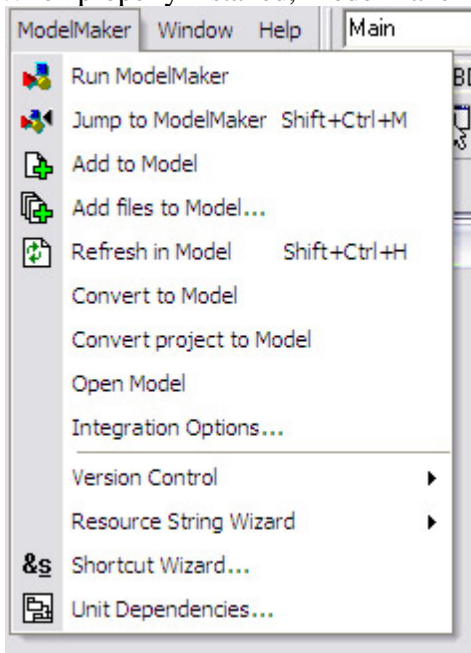 ModelMaker Window Help Main
Run ModelMaker
Jump to ModelMaker Shift+Ctrl+M
Add to Model
Add files to Model...
Refresh in Model Shift+Ctrl+H
Convert to Model
Convert project to Model
Open Model
Integration Options...
Version Control
Resource String Wizard
&s Shortcut Wizard...
Unit Dependencies...